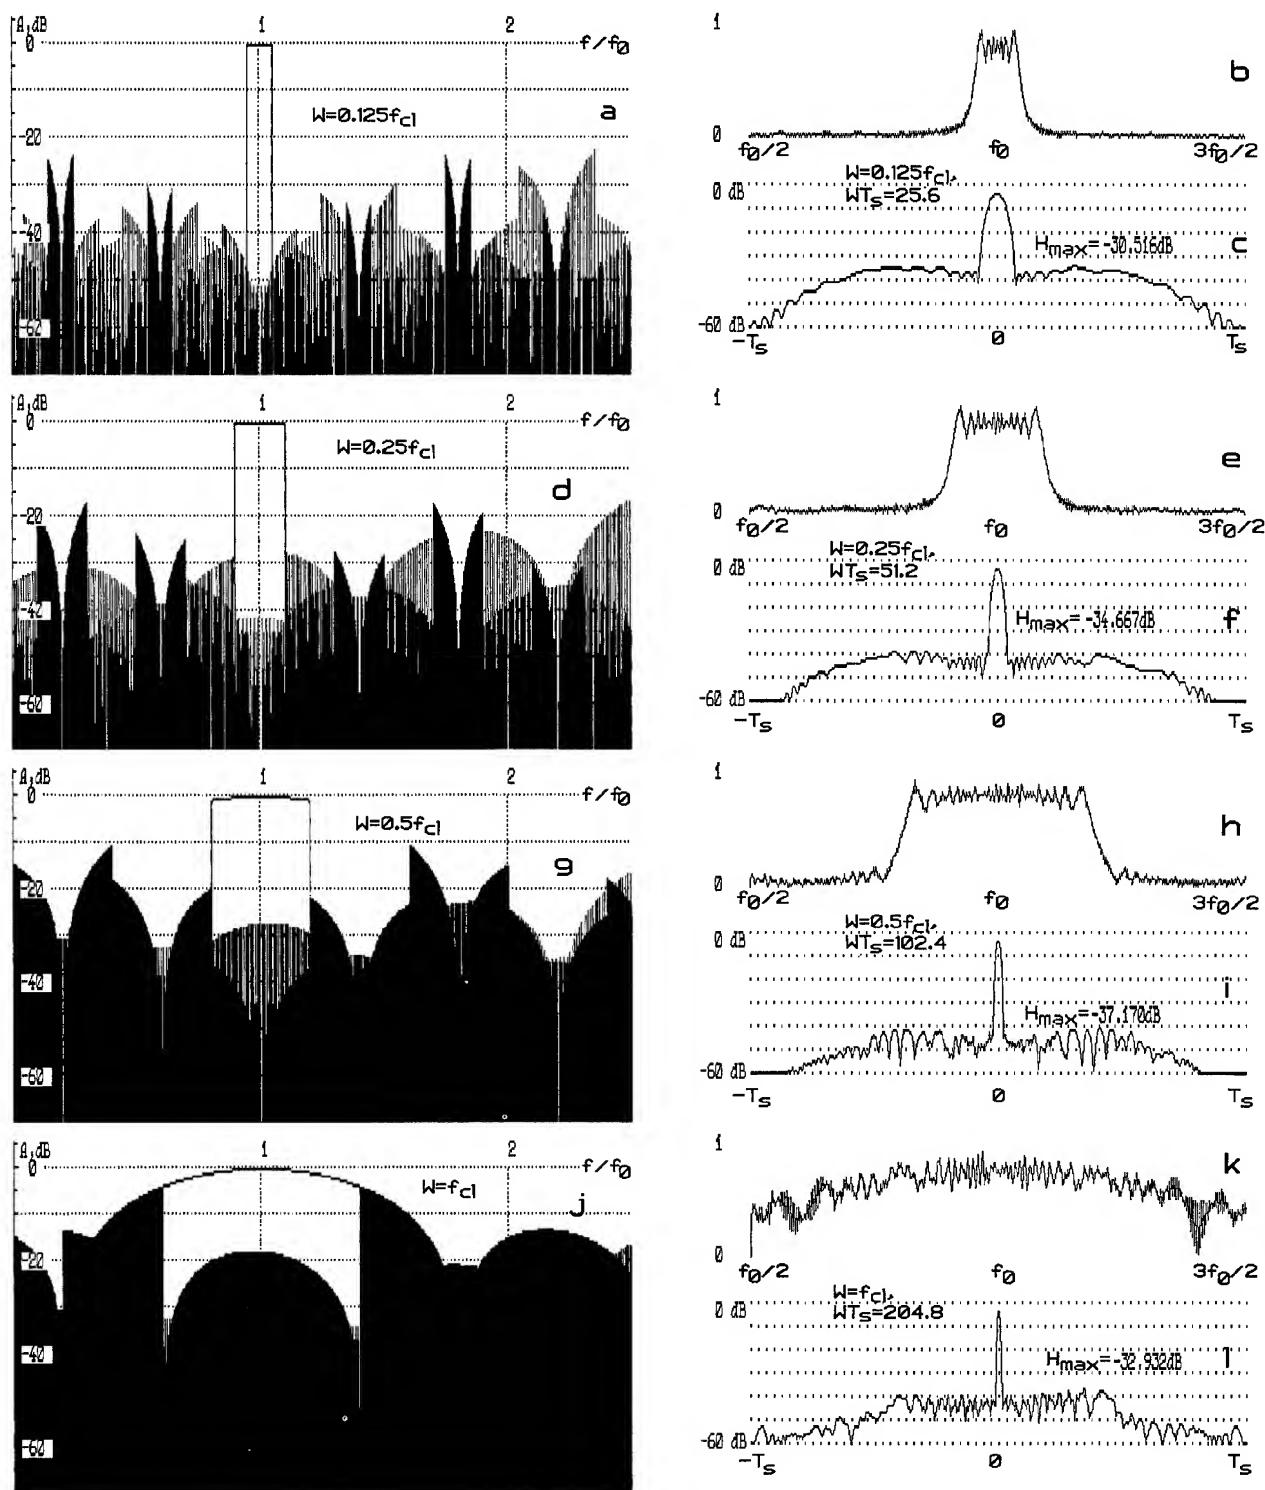 A,dB
1
2
0
f/f0
W=0.125fcl
a
-20
-40
-60
1
b
0
f0/2
f0
3f0/2
W=0.125fcl,
WTs=25.6
0 dB
Hmax=-30.516dB
c
-60 dB
-Ts
0
Ts
A,dB
1
2
0
f/f0
W=0.25fcl
d
-20
-40
-60
1
e
0
f0/2
f0
3f0/2
W=0.25fcl,
WTs=51.2
0 dB
Hmax=-34.667dB
f
-60 dB
-Ts
0
Ts
A,dB
1
2
0
f/f0
W=0.5fcl
g
-20
-40
-60
1
h
0
f0/2
f0
3f0/2
W=0.5fcl,
WTs=102.4
0 dB
Hmax=-37.170dB
i
-60 dB
-Ts
0
Ts
A,dB
1
2
0
f/f0
W=fcl
j
-20
-40
-60
1
k
0
f0/2
f0
3f0/2
W=fcl,
WTs=204.8
0 dB
Hmax=-32.932dB
l
-60 dB
-Ts
0
Ts